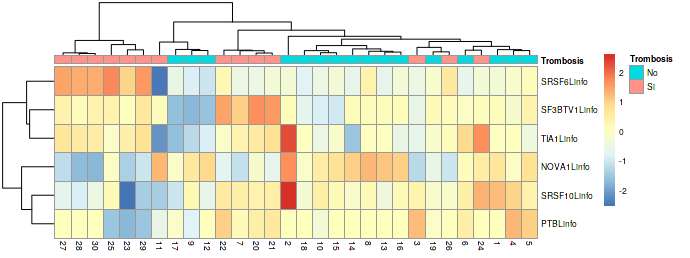 Trombosis
SRSF6Linfo
SF3BTV1Linfo
TIA1Linfo
NOVA1Linfo
SRSF10Linfo
PTBLinfo
27 28 30 25 23 29 11 17 9 12 22 7 20 21 2 18 10 15 14 8 13 16 3 19 26 6 24 1 4 5
2
1
0
-1
-2
Trombosis
No
Si